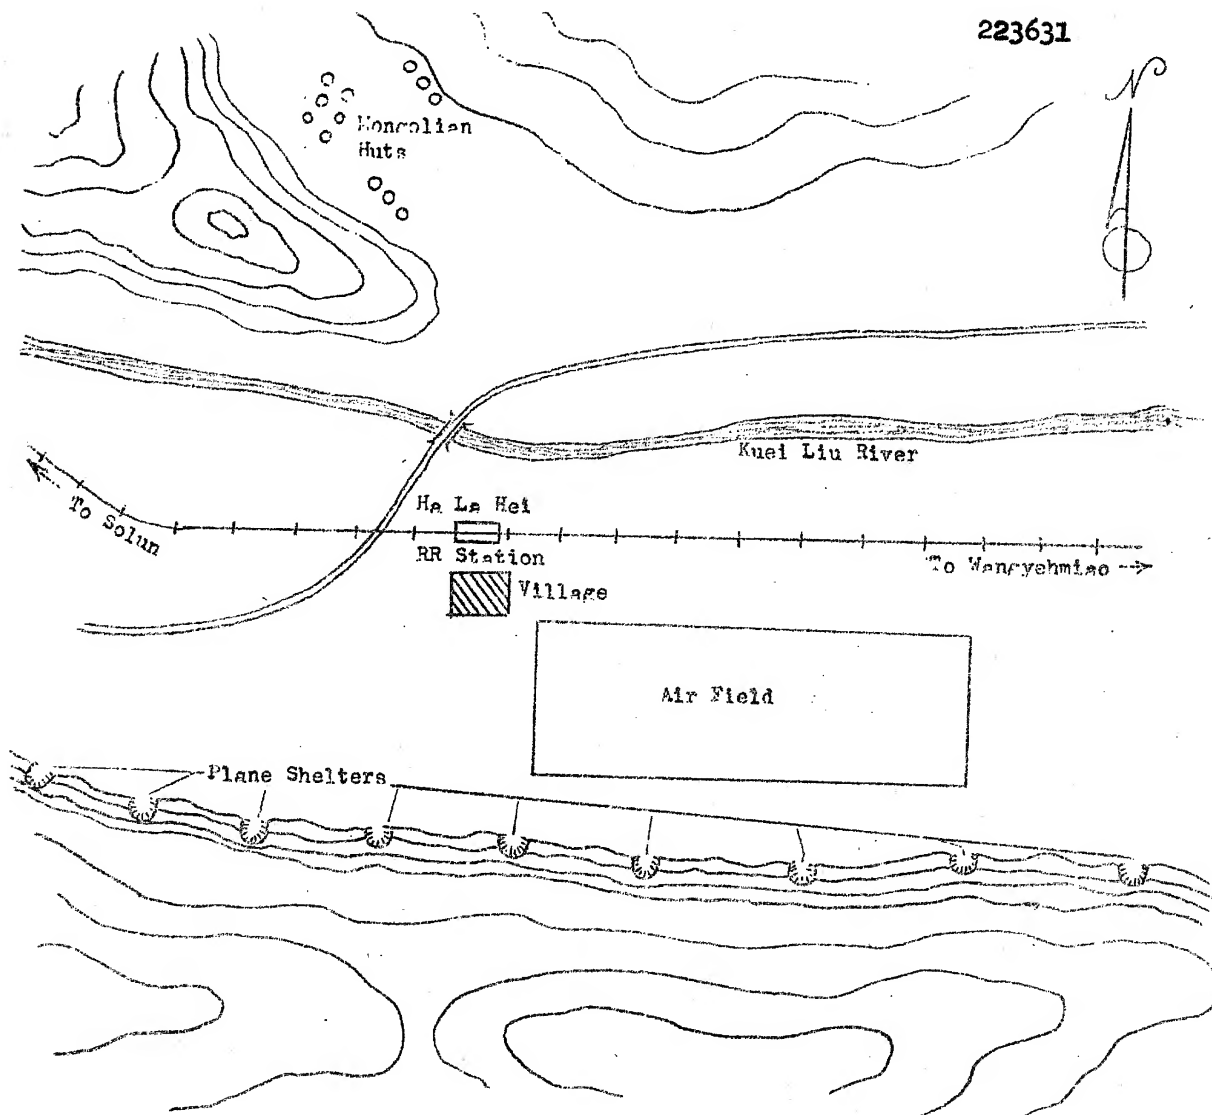 223631
N
Mongolian
Huts
Kuei Liu River
Ha La Hei
To Solun
RR Station
To Wangyehmiao
Village
Air Field
Plane Shelters